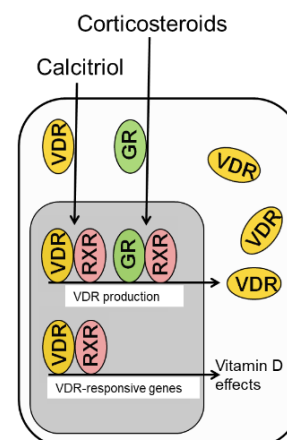 Corticosteroids
Calcitriol
VDR
GR
VDR
VDR
VDR
RXR
GR
RXR
VDR
VDR production
VDR
RXR
Vitamin D
effects
VDR-responsive genes